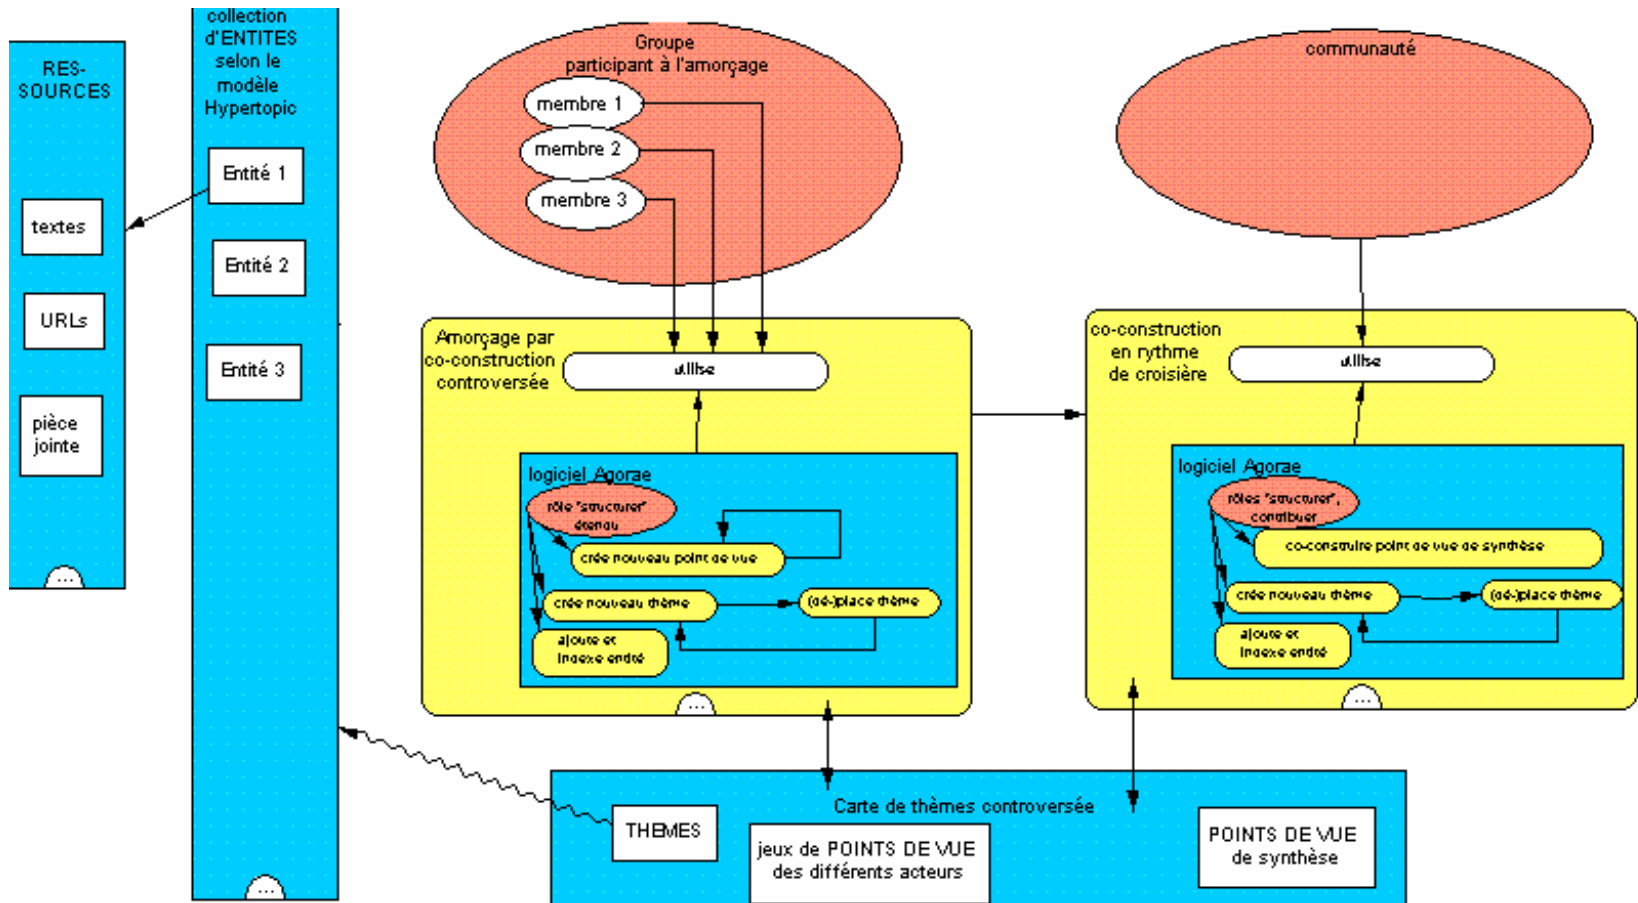 RES-
SOURCES
textes
URLs
pièce
jointe
...
collection
d'ENTITES
selon le
modèle
Hypertopic
Entité 1
Entité 2
Entité 3
...
Groupe
participant à l'amorçage
membre 1
membre 2
membre 3
communauté
Amorçage par
co-construction
controversée
utilise
logiciel Agorae
rôle "structurer"
étendu
crée nouveau point de vue
crée nouveau thème
(dé-)place thème
ajoute et
indexe entité
...
co-construction
en rythme
de croisière
utilise
logiciel Agorae
rôles "structurer",
contribuer
co-construire point de vue de synthèse
crée nouveau thème
(dé-)place thème
ajoute et
indexe entité
...
Carte de thèmes controversée
THEMES
jeux de POINTS DE VUE
des différents acteurs
POINTS DE VUE
de synthèse